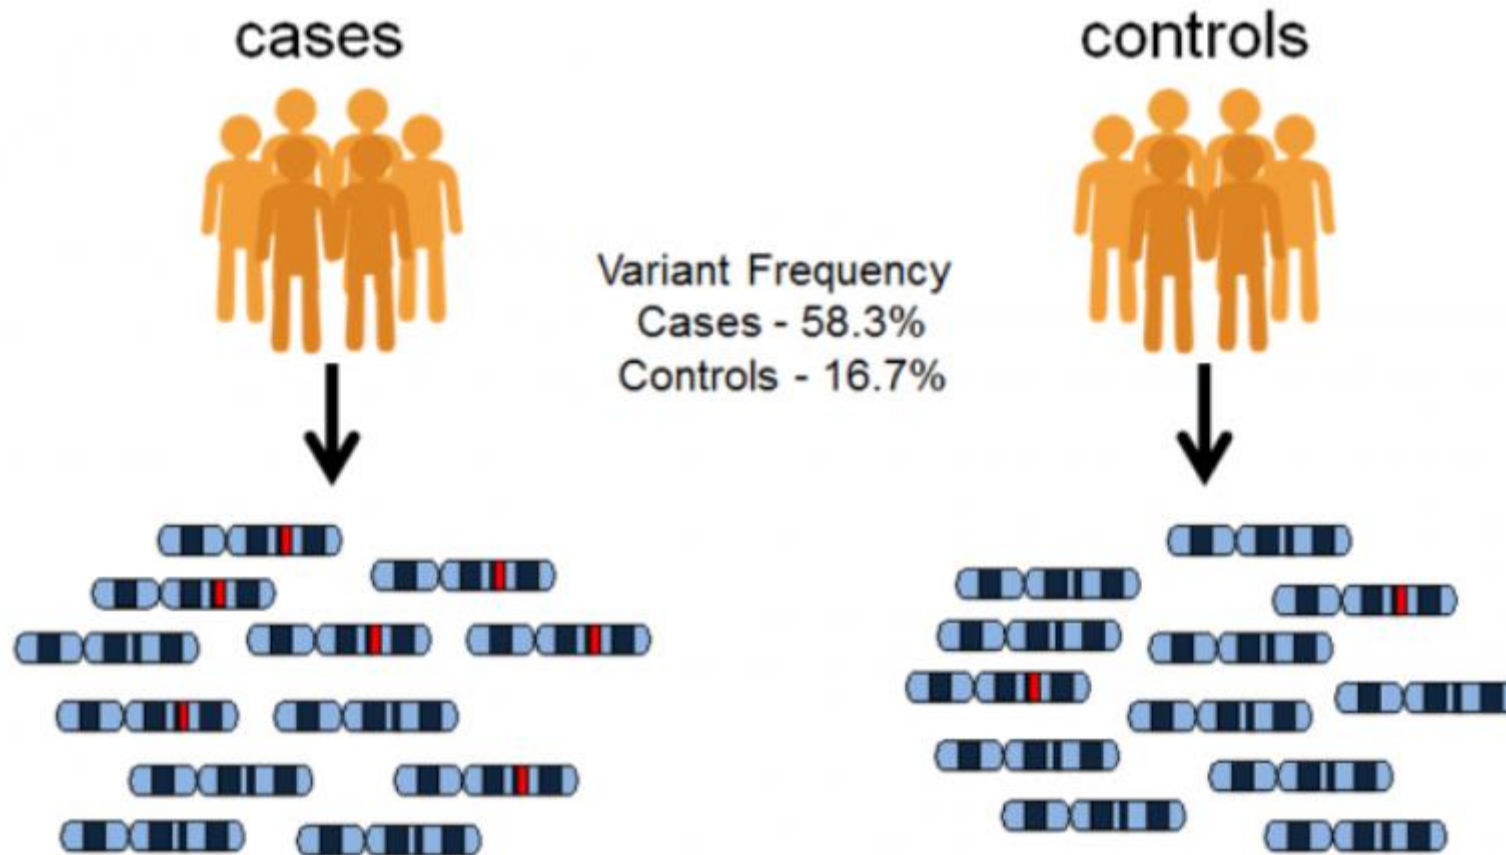 cases
controls
Variant Frequency
Cases - 58.3%
Controls - 16.7%